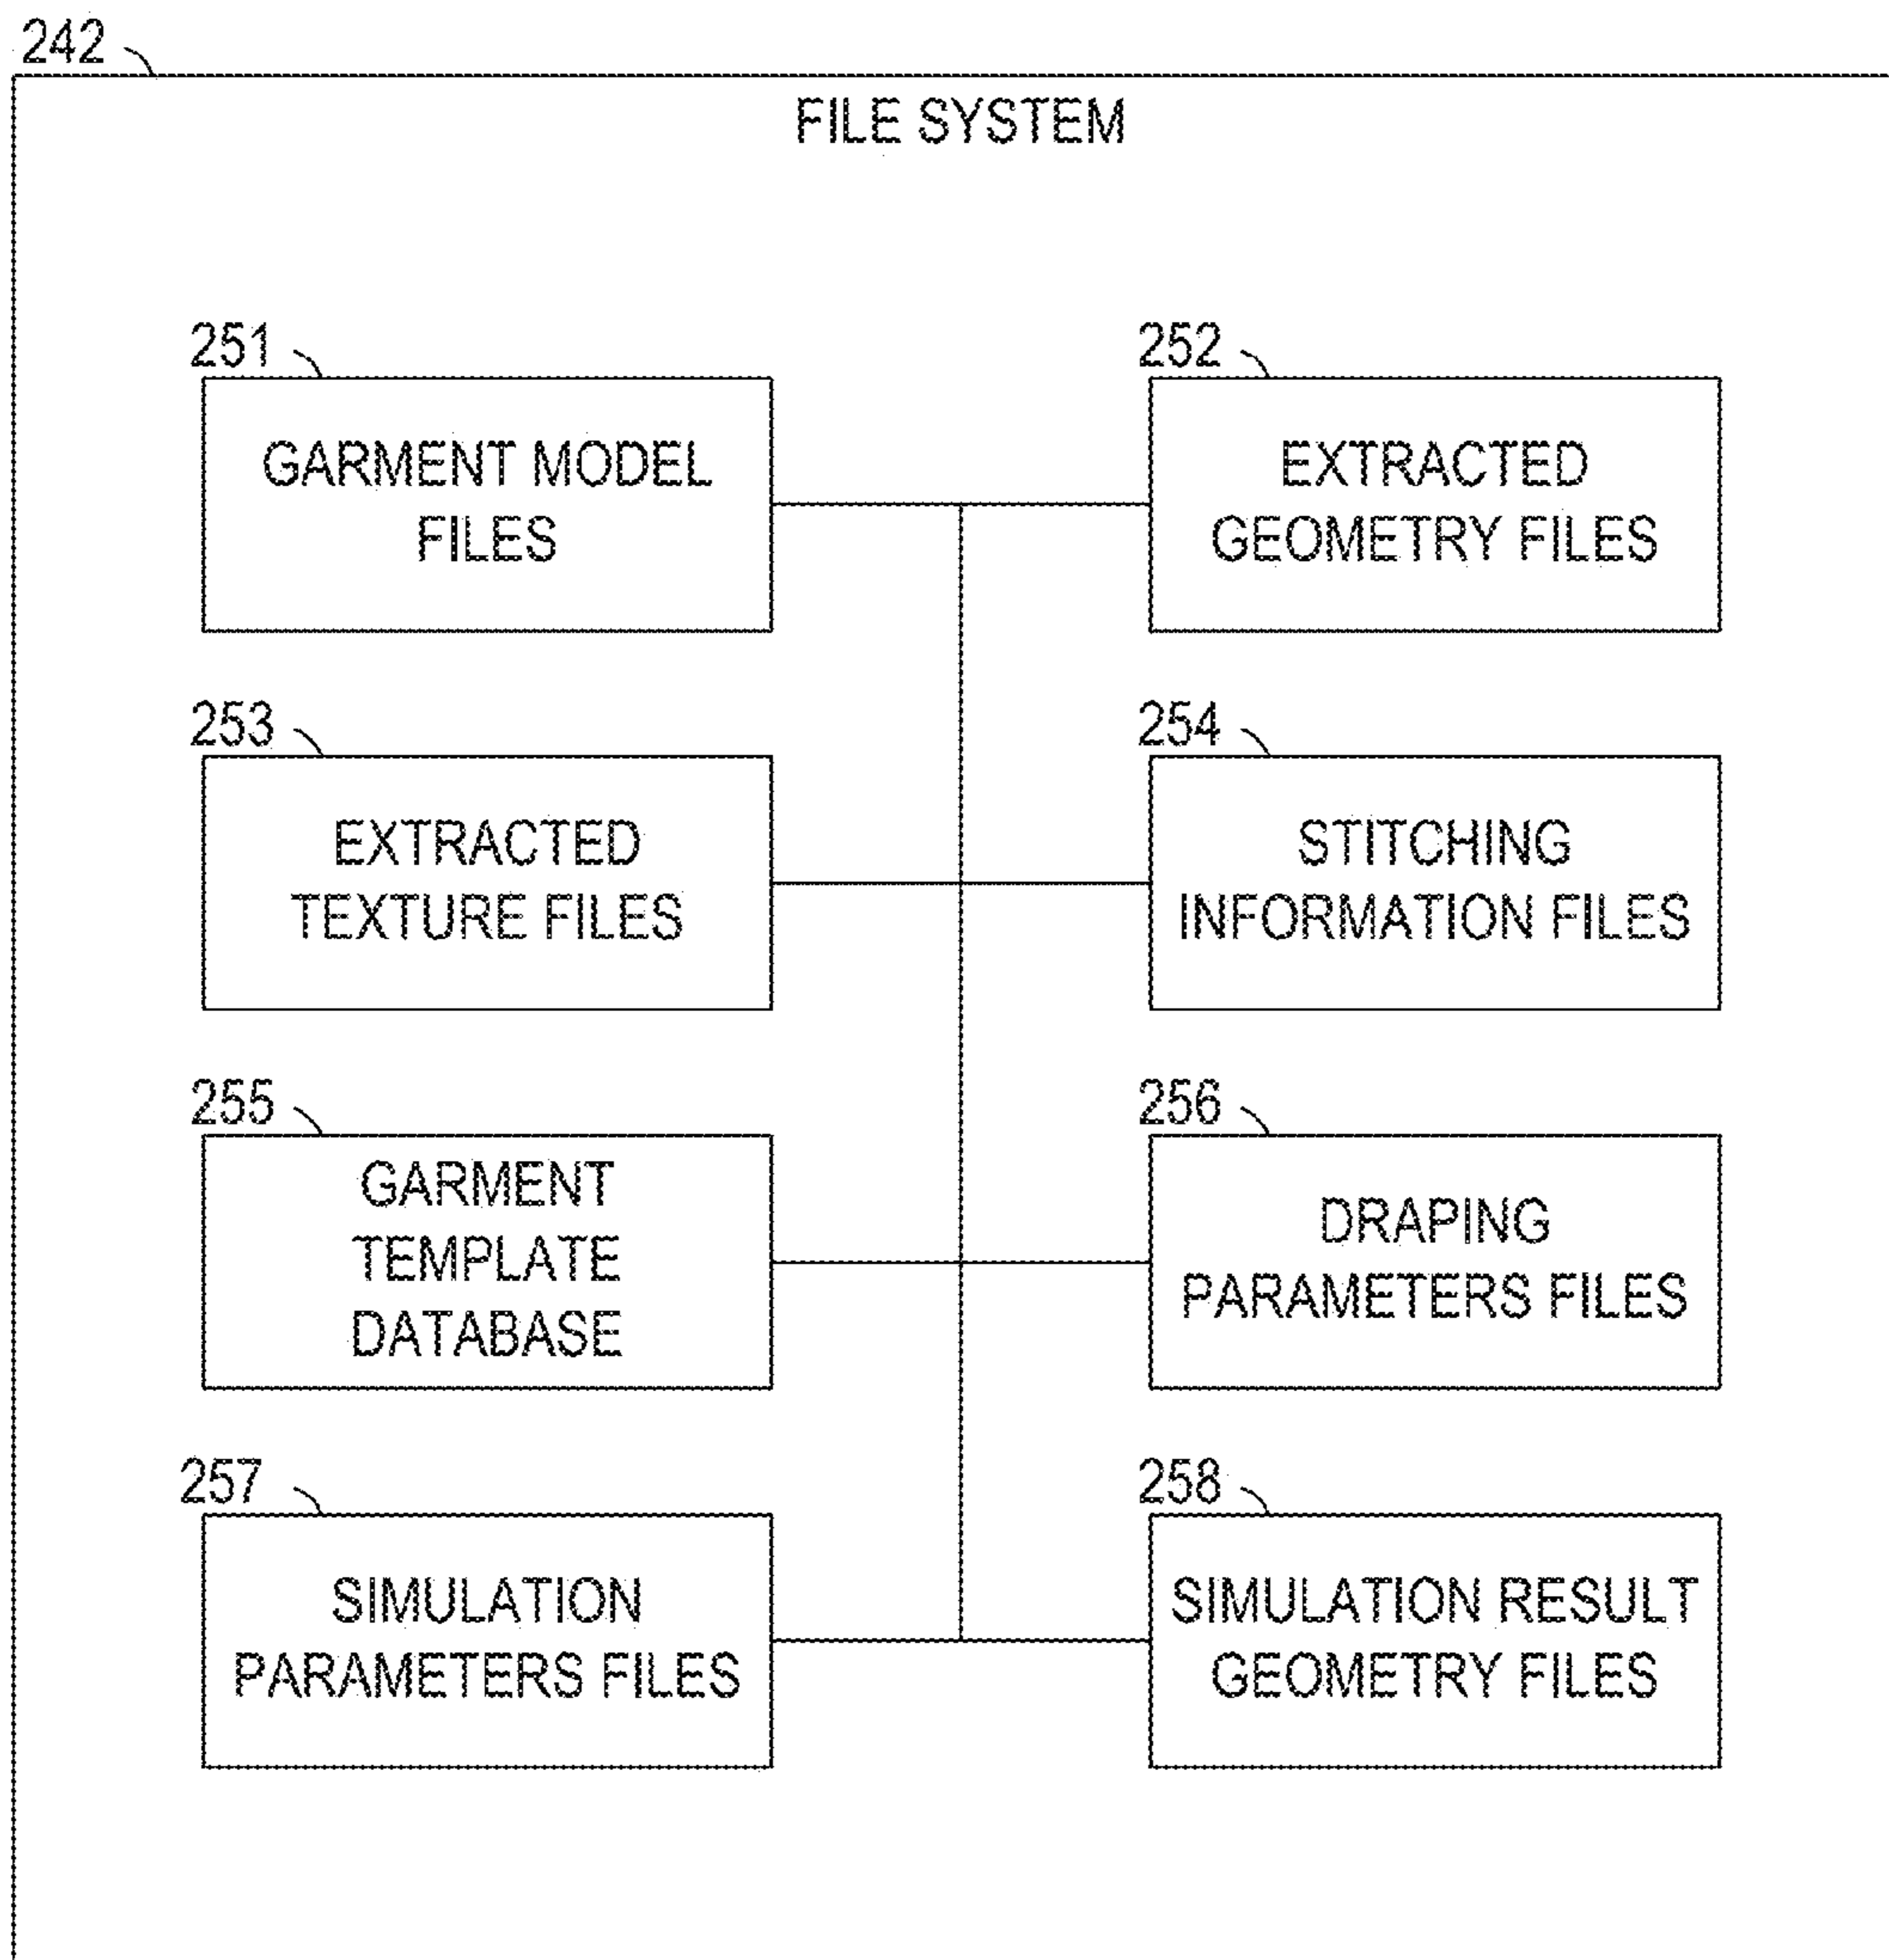 242
FILE SYSTEM
251
GARMENT MODEL
FILES
252
EXTRACTED
GEOMETRY FILES
253
EXTRACTED
TEXTURE FILES
254
STITCHING
INFORMATION FILES
255
GARMENT
TEMPLATE
DATABASE
256
DRAPING
PARAMETERS FILES
257
SIMULATION
PARAMETERS FILES
258
SIMULATION RESULT
GEOMETRY FILES